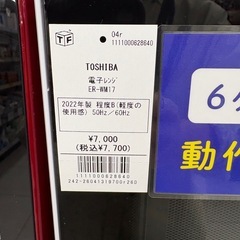 TF
04r
1111000628640
TOSHIBA
電子レンジ
ER-WM17
2022年製 程度B(軽度の
使用感) 50Hz/60Hz
¥7,000
(税込¥7,700)
1111000628640
242-26041319700/260
6ヶ
動作